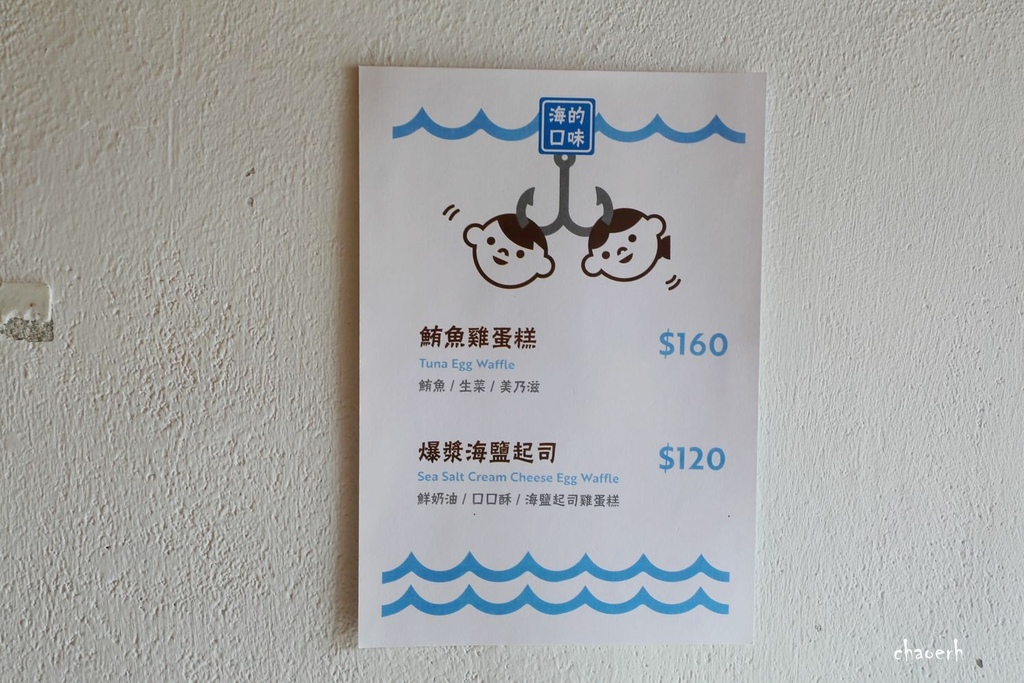 海的
口味
鮪魚雞蛋糕
$160
Tuna Egg Waffle
鮪魚 / 生菜 / 美乃滋
爆漿海鹽起司
$120
Sea Salt Cream Cheese Egg Waffle
鮮奶油 / 口口酥 / 海鹽起司雞蛋糕
chaoerh